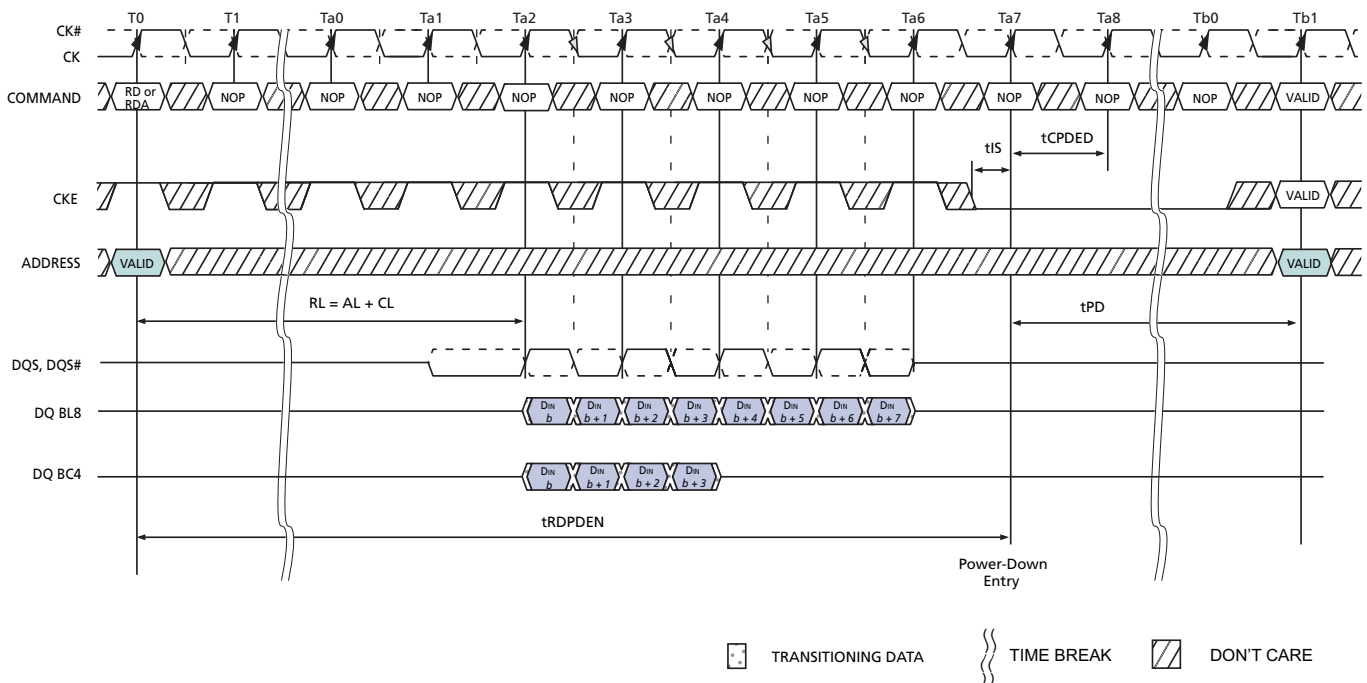 T0 T1 Ta0 Ta1 Ta2 Ta3 Ta4 Ta5 Ta6 Ta7 Ta8 Tb0 Tb1
CK#
CK
COMMAND RD or RDA NOP NOP NOP NOP NOP NOP NOP NOP NOP NOP NOP VALID
tIS tCPDED
CKE VALID
ADDRESS VALID VALID
RL = AL + CL tPD
DQS, DQS#
DQ BL8 DIN b DIN b + 1 DIN b + 2 DIN b + 3 DIN b + 4 DIN b + 5 DIN b + 6 DIN b + 7
DQ BC4 DIN b DIN b + 1 DIN b + 2 DIN b + 3
tRDPDEN
Power-Down
Entry
TRANSITIONING DATA TIME BREAK DON'T CARE